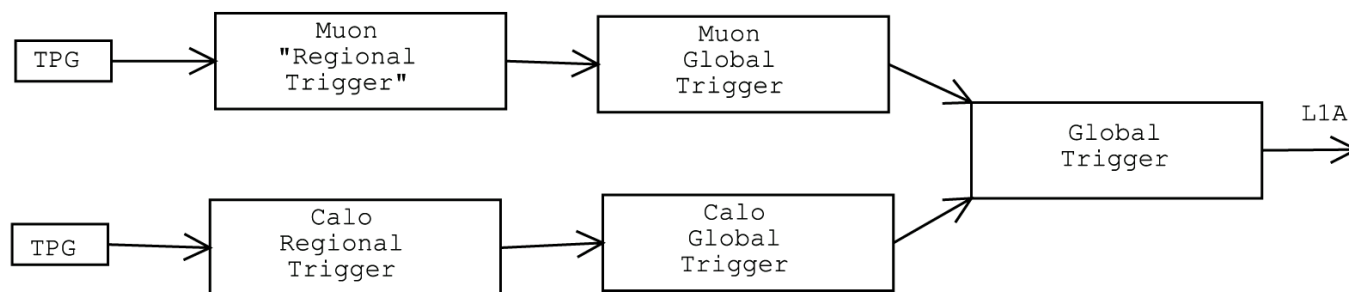 TPG
Muon
"Regional
Trigger"
Muon
Global
Trigger
Global
Trigger
L1A
TPG
Calo
Regional
Trigger
Calo
Global
Trigger